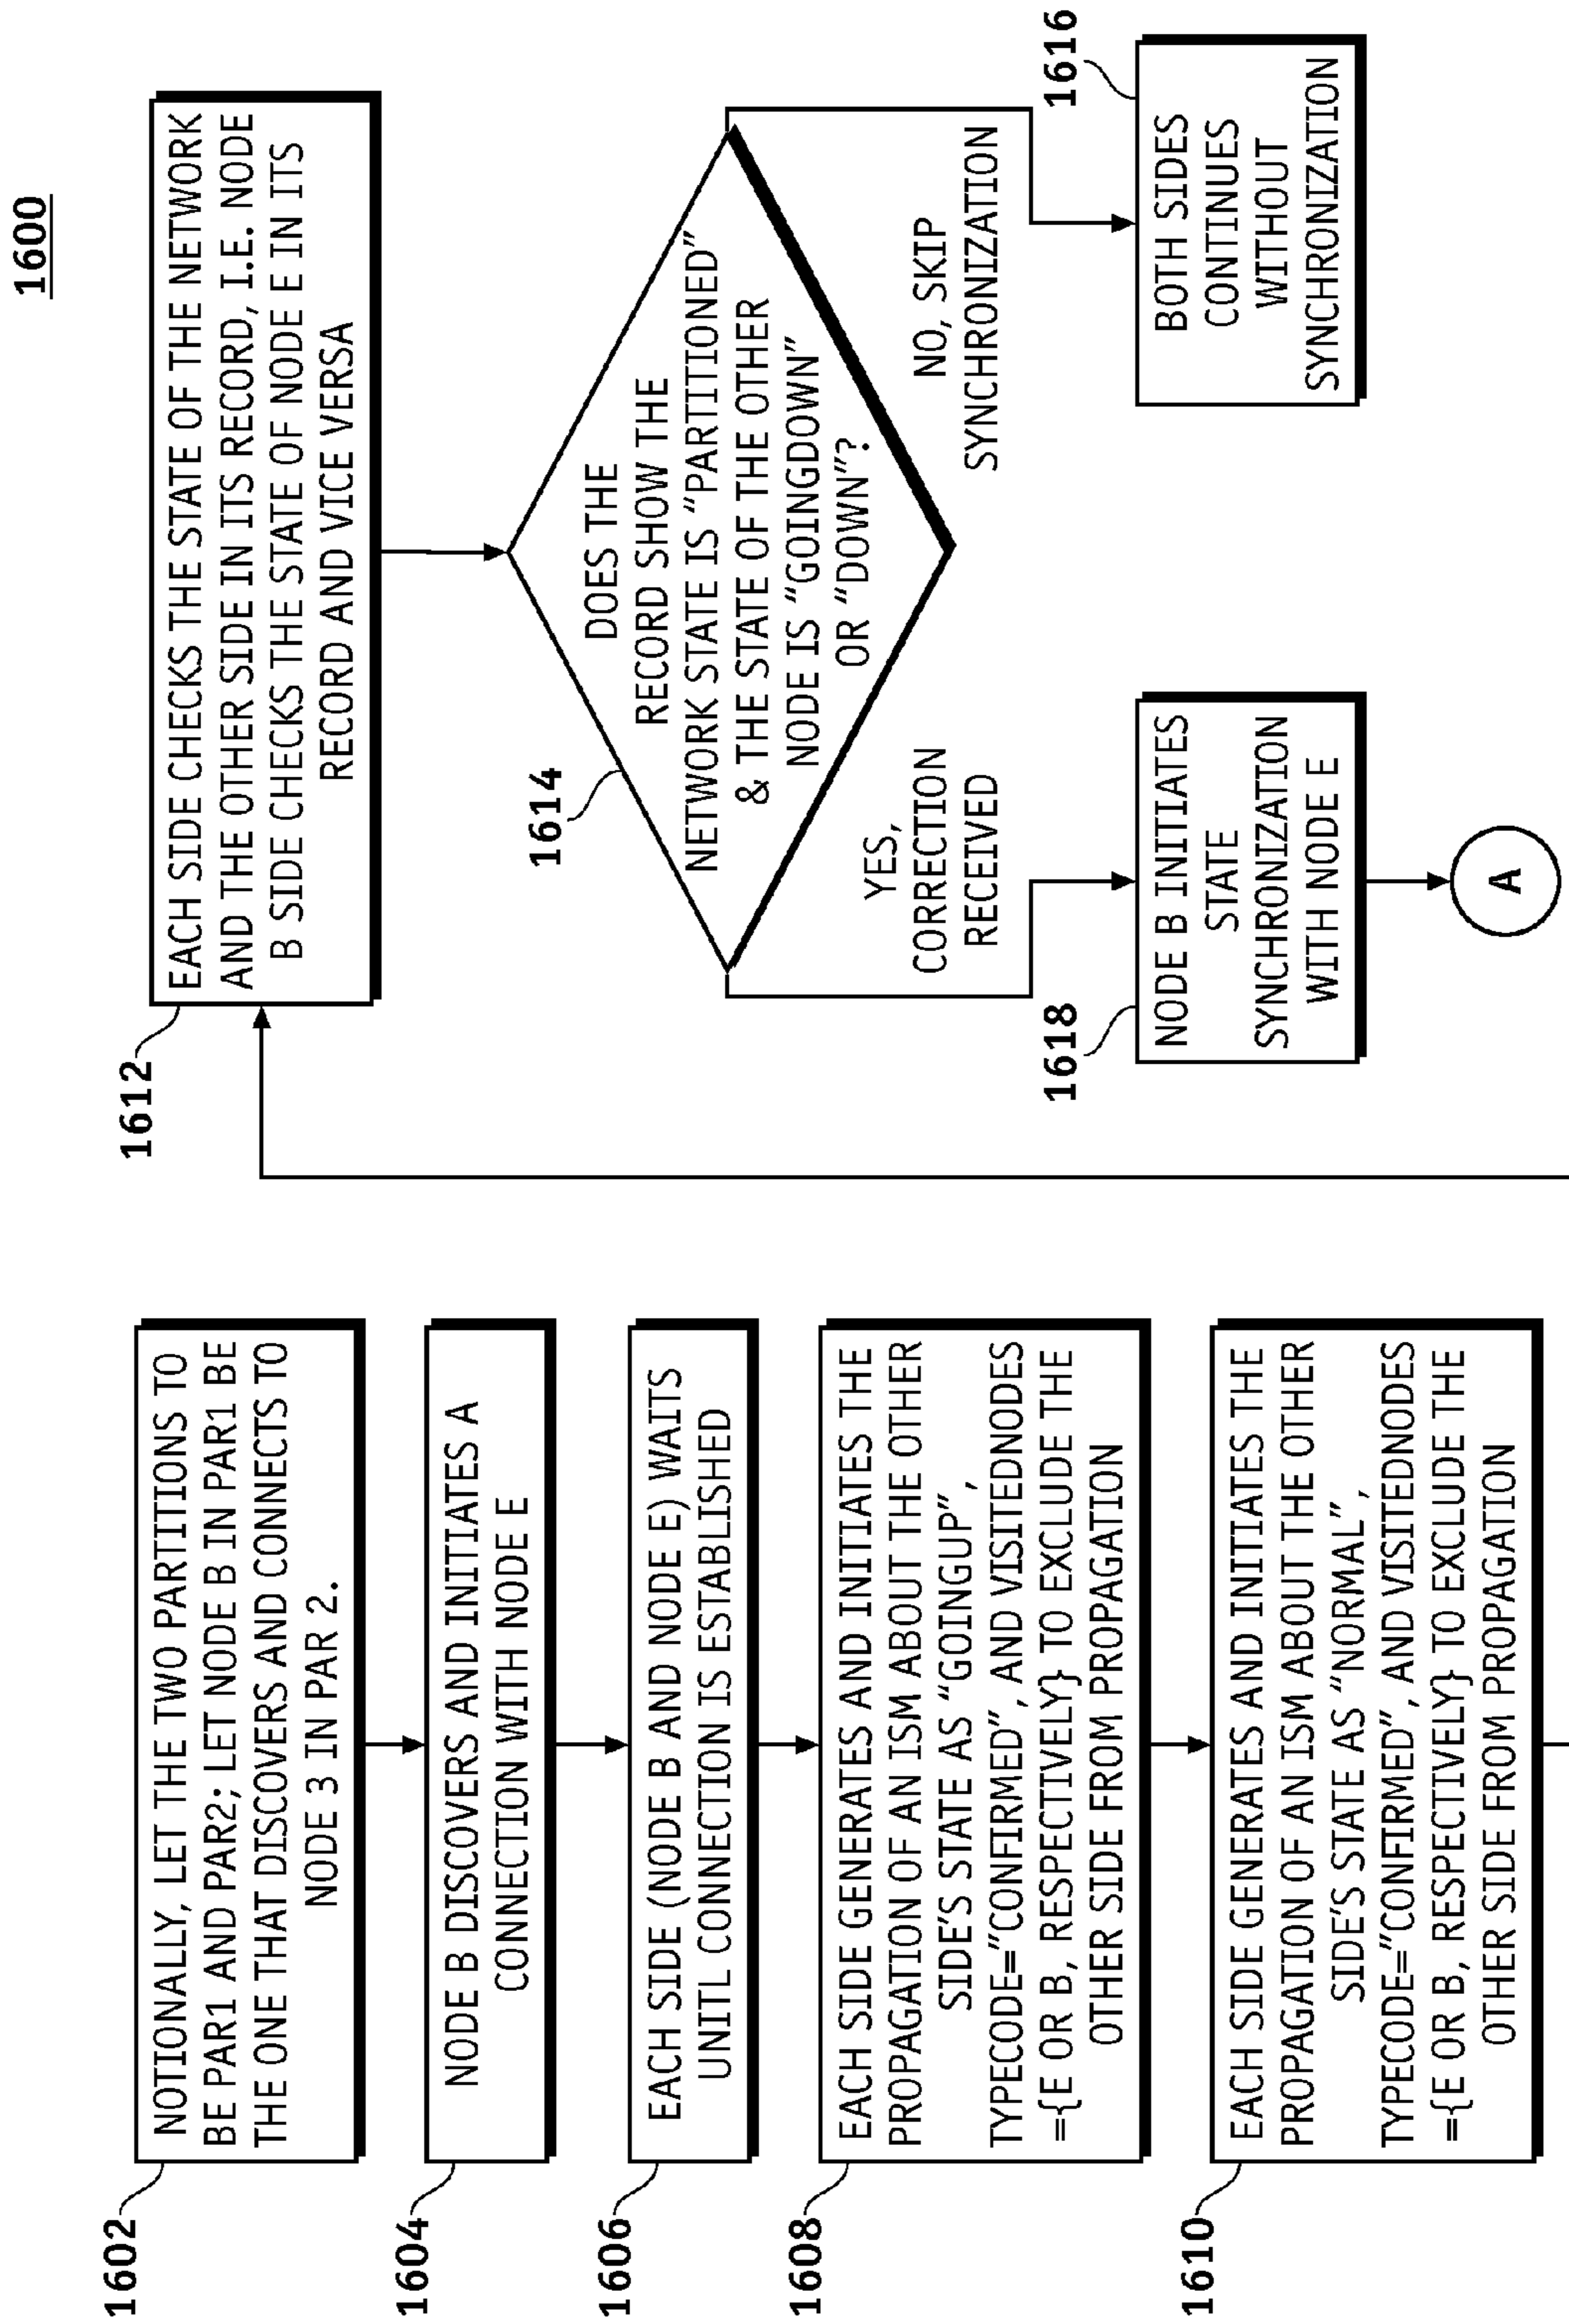 1600
1602
NOTIONALLY, LET THE TWO PARTITIONS TO
BE PAR1 AND PAR2; LET NODE B IN PAR1 BE
THE ONE THAT DISCOVERS AND CONNECTS TO
NODE 3 IN PAR 2.
1604
NODE B DISCOVERS AND INITIATES A
CONNECTION WITH NODE E
1606
EACH SIDE (NODE B AND NODE E) WAITS
UNITL CONNECTION IS ESTABLISHED
1608
EACH SIDE GENERATES AND INITIATES THE
PROPAGATION OF AN ISM ABOUT THE OTHER
SIDE'S STATE AS "GOINGUP",
TYPECODE="CONFIRMED", AND VISITEDNODES
={E OR B, RESPECTIVELY} TO EXCLUDE THE
OTHER SIDE FROM PROPAGATION
1610
EACH SIDE GENERATES AND INITIATES THE
PROPAGATION OF AN ISM ABOUT THE OTHER
SIDE'S STATE AS "NORMAL",
TYPECODE="CONFIRMED", AND VISITEDNODES
={E OR B, RESPECTIVELY} TO EXCLUDE THE
OTHER SIDE FROM PROPAGATION
1612
EACH SIDE CHECKS THE STATE OF THE NETWORK
AND THE OTHER SIDE IN ITS RECORD, I.E. NODE
B SIDE CHECKS THE STATE OF NODE E IN ITS
RECORD AND VICE VERSA
1614
DOES THE
RECORD SHOW THE
NETWORK STATE IS "PARTITIONED"
& THE STATE OF THE OTHER
NODE IS "GOINGDOWN"
OR "DOWN"?
YES,
CORRECTION
RECEIVED
NO, SKIP
SYNCHRONIZATION
1618
NODE B INITIATES
STATE
SYNCHRONIZATION
WITH NODE E
1616
BOTH SIDES
CONTINUES
WITHOUT
SYNCHRONIZATION
A